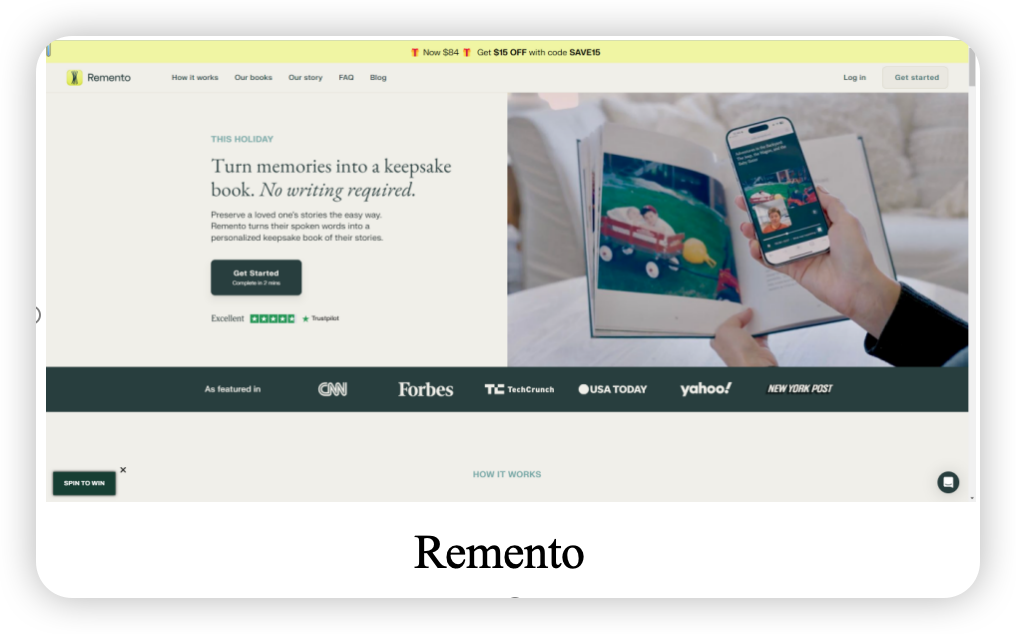 Now $84 Get $15 OFF with code SAVE15
Remento
How it works Our books Our story FAQ Blog
Log in Get started
THIS HOLIDAY
Turn memories into a keepsake
book. No writing required.
Preserve a loved one's stories the easy way.
Remento turns their spoken words into a
personalized keepsake book of their stories.
Get Started
Complete in 2 mins
Excellent Trustpilot
As featured in CNN Forbes TechCrunch USA TODAY yahoo! NEW YORK POST
HOW IT WORKS
SPIN TO WIN
Remento